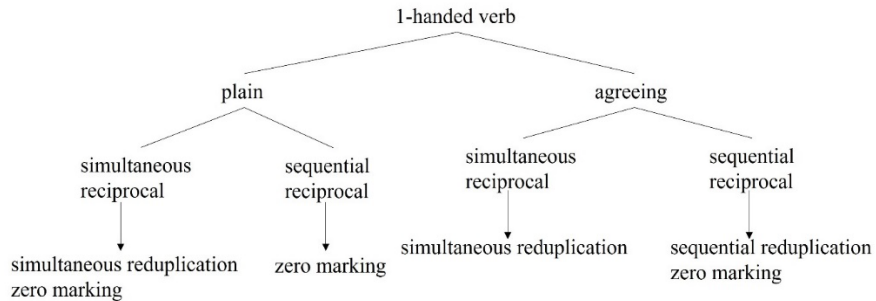 1-handed verb
plain
agreeing
simultaneous
reciprocal
sequential
reciprocal
simultaneous
reciprocal
sequential
reciprocal
simultaneous reduplication
zero marking
zero marking
simultaneous reduplication
sequential reduplication
zero marking